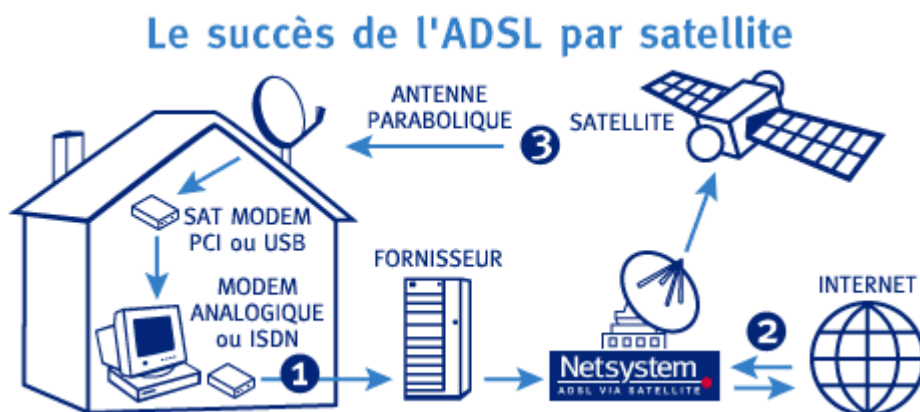 Le succès de l'ADSL par satellite
ANTENNE
PARABOLIQUE
3
SATELLITE
SAT MODEM
PCI ou USB
MODEM
ANALOGIQUE
ou ISDN
1
FORNISSEUR
Netsystem.
ADSL VIA SATELLITE
2
INTERNET